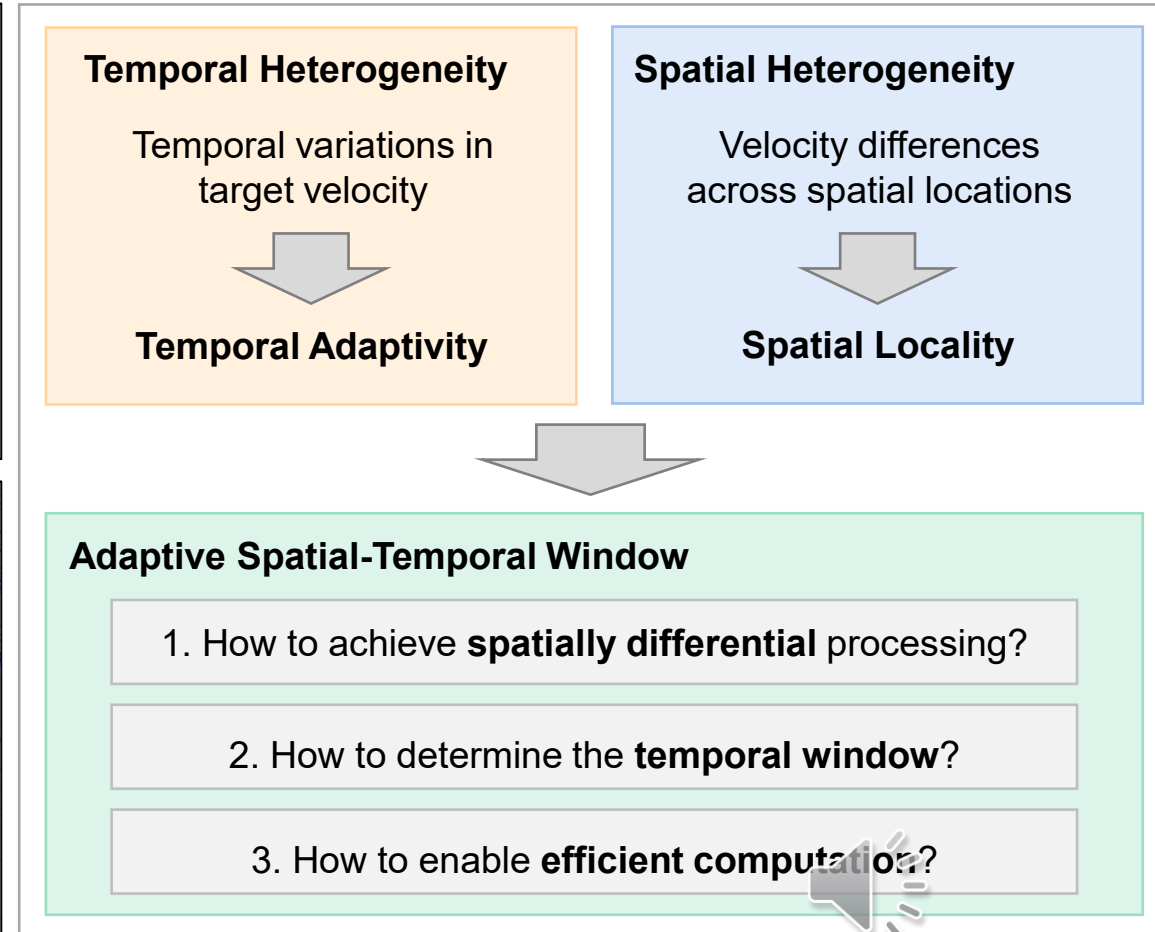 Temporal Heterogeneity
Temporal variations in
target velocity
Temporal Adaptivity
Spatial Heterogeneity
Velocity differences
across spatial locations
Spatial Locality
Adaptive Spatial-Temporal Window
1. How to achieve spatially differential processing?
2. How to determine the temporal window?
3. How to enable efficient computation?